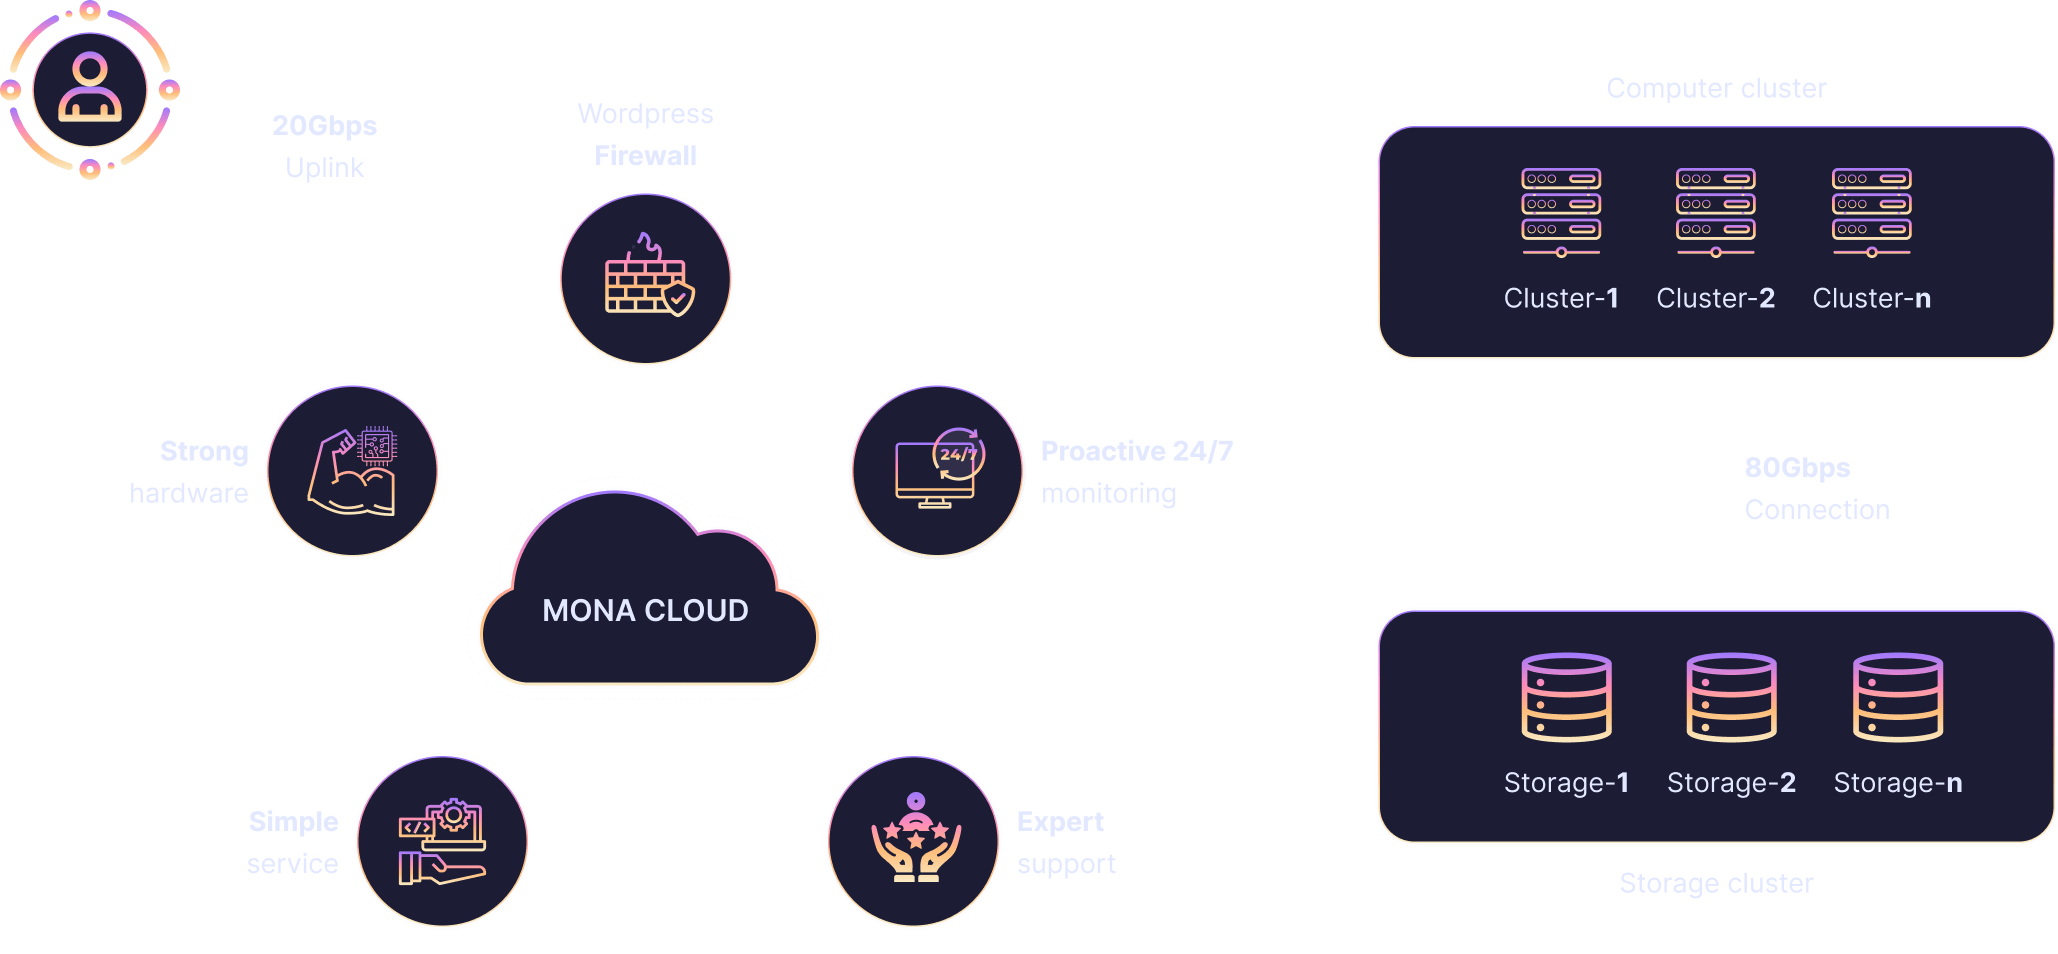 20Gbps
Uplink
Wordpress
Firewall
Strong
hardware
24/7
Proactive 24/7
monitoring
MONA CLOUD
Simple
service
</>
Expert
support
Computer cluster
Cluster-1
Cluster-2
Cluster-n
80Gbps
Connection
Storage-1
Storage-2
Storage-n
Storage cluster